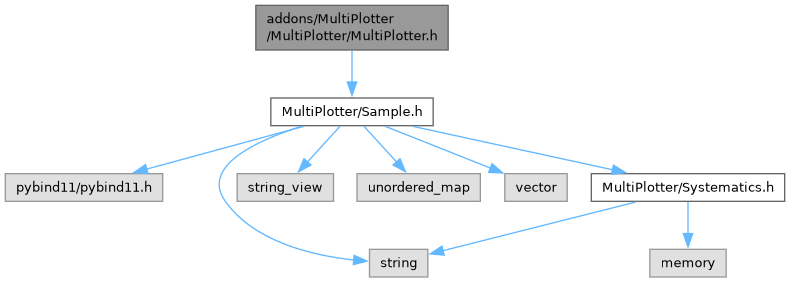 addons/MultiPlotter
/MultiPlotter/MultiPlotter.h
MultiPlotter/Sample.h
pybind11/pybind11.h
string_view
unordered_map
vector
MultiPlotter/Systematics.h
string
memory